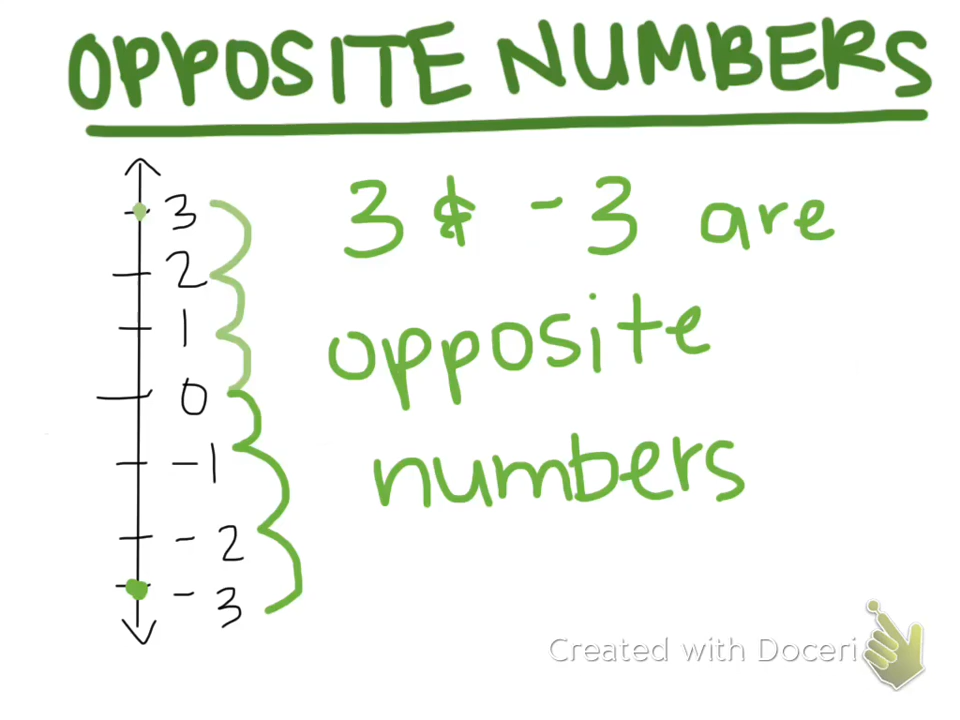 OPPOSITE NUMBERS
3
2
1
0
-1
- 2
- 3
3 & -3 are
opposite
numbers
Created with Doceri